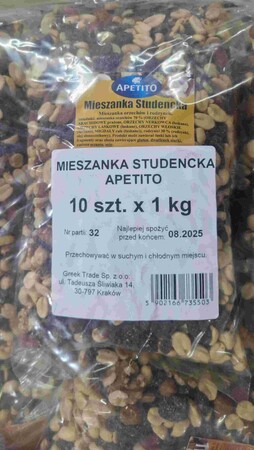 APETITO
Mieszanka Studencka
MIESZANKA STUDENCKA
APETITO
10 szt. x 1 kg
Nr partii: 32
Najlepiej spożyć
przed końcem: 08.2025
Przechowywać w suchym i chłodnym miejscu.
Greek Trade Sp. z o.o.
ul. Tadeusza Śliwiaka 14,
30-797 Kraków
5 902166 735503